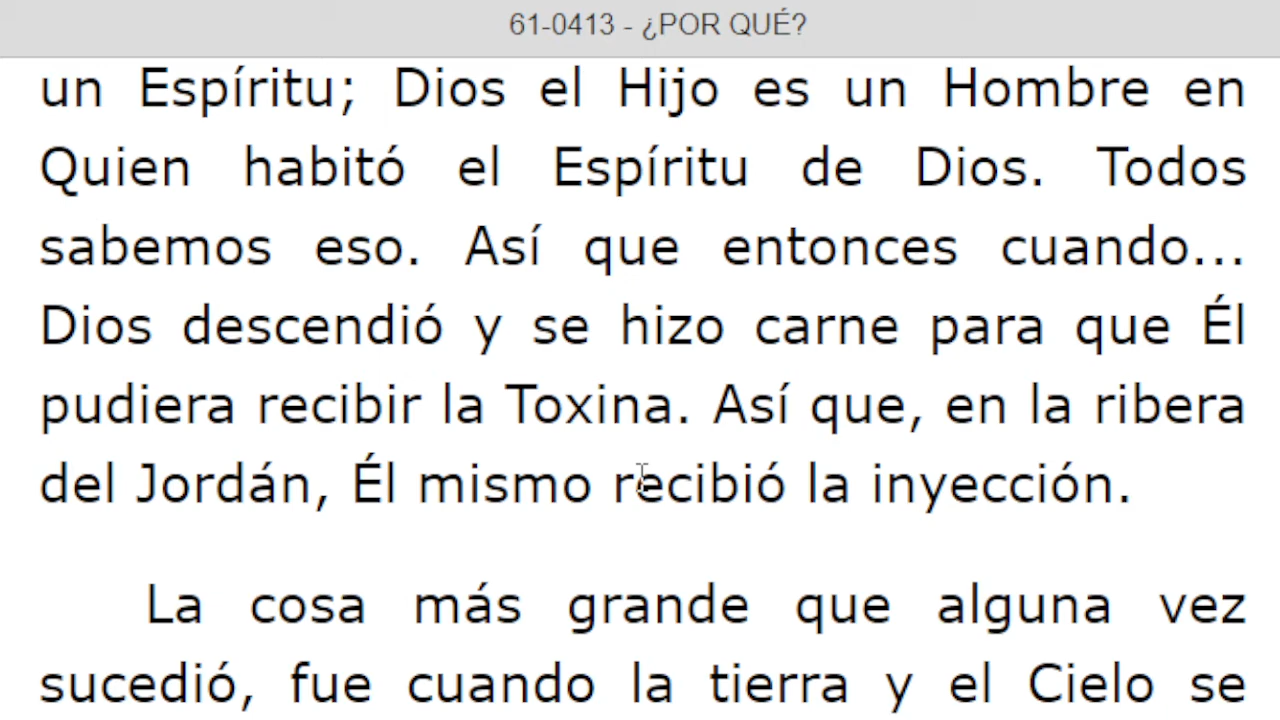 61-0413 - ¿POR QUÉ?
un Espíritu; Dios el Hijo es un Hombre en
Quien habitó el Espíritu de Dios. Todos
sabemos eso. Así que entonces cuando...
Dios descendió y se hizo carne para que Él
pudiera recibir la Toxina. Así que, en la ribera
del Jordán, Él mismo recibió la inyección.
La cosa más grande que alguna vez
sucedió, fue cuando la tierra y el Cielo se